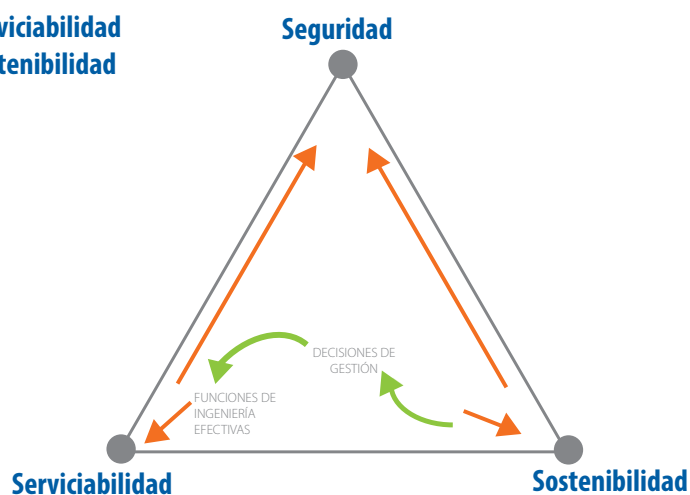 viciabilidad
tenibilidad
Seguridad
DECISIONES DE
GESTIÓN
FUNCIONES DE
INGENIERÍA
EFECTIVAS
Serviciabilidad
Sostenibilidad